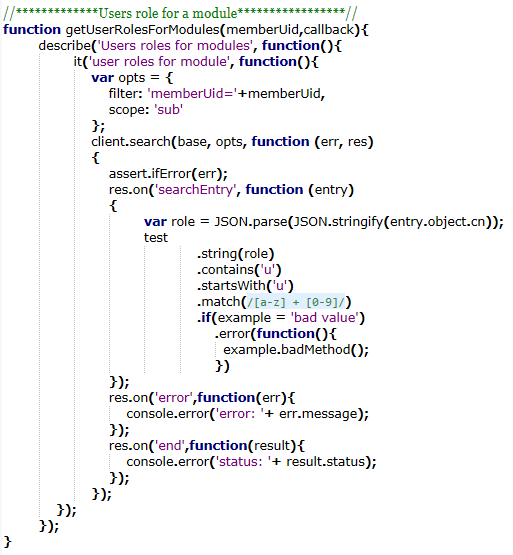 //*************Users role for a module*****************//
function getUserRolesForModules(memberUid,callback){
describe('Users roles for modules', function(){
it('user roles for module', function(){
var opts = {
filter: 'memberUid='+memberUid,
scope: 'sub'
};
client.search(base, opts, function (err, res)
{
assert.ifError(err);
res.on('searchEntry', function (entry)
{
var role = JSON.parse(JSON.stringify(entry.object.cn));
test
.string(role)
.contains('u')
.startsWith('u')
.match(/[a-z] + [0-9]/)
.if(example = 'bad value')
.error(function(){
example.badMethod();
})
});
res.on('error',function(err){
console.error('error: '+ err.message);
});
res.on('end',function(result){
console.error('status: '+ result.status);
});
});
});
});
}